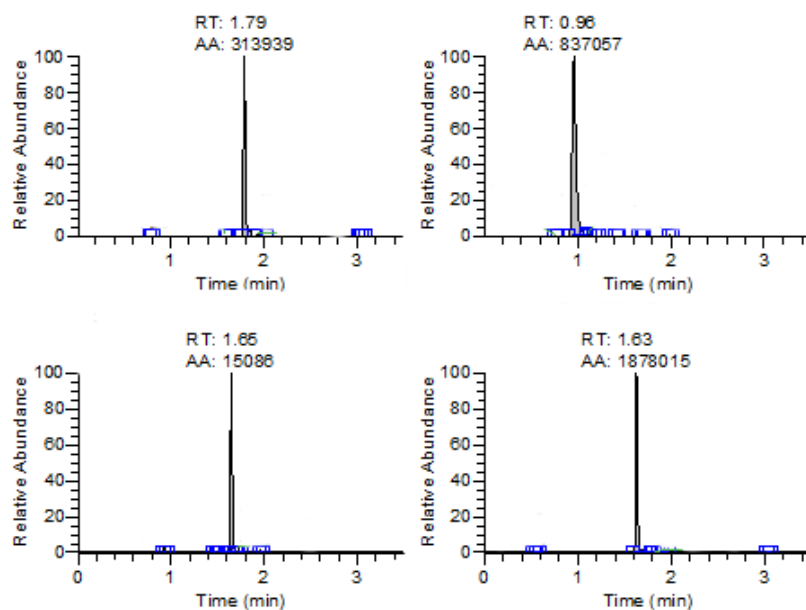 RT: 1.79
AA: 313939
RT: 0.96
AA: 837057
100
80
60
40
20
0
Relative Abundance
1
2
3
Time (min)
100
80
60
40
20
0
Relative Abundance
1
2
3
Time (min)
RT: 1.65
AA: 15086
RT: 1.63
AA: 1878015
100
80
60
40
20
0
Relative Abundance
0
1
2
3
Time (min)
100
80
60
40
20
0
Relative Abundance
0
1
2
3
Time (min)